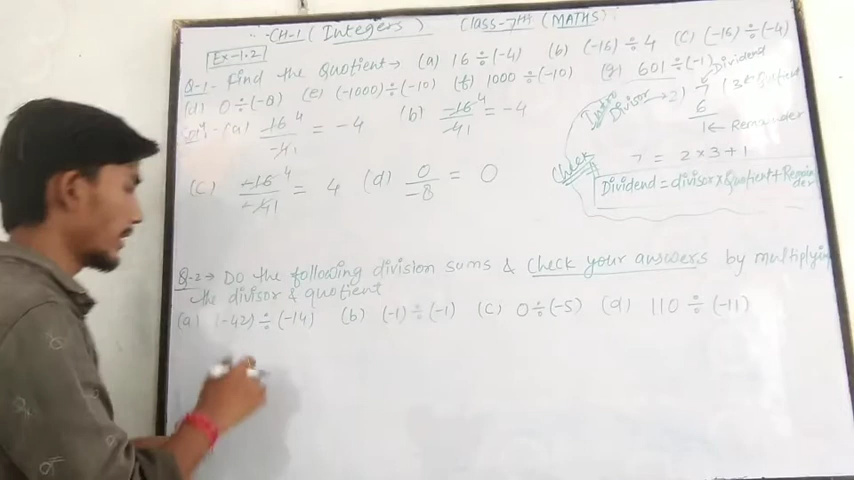 CH-1 (Integers) Class-7th (MATHS)
Ex-1.2
Q-1- Find the Quotient→ (a) 16÷(-4) (b) (-16)÷4 (C) (-16)÷(-4)
(d) 0÷(-8) (e) (-1000)÷(-10) (f) 1000÷(-10) (g) 601÷(-1)
Intro Divisor → 2) 7 (3→ Quotient
Dividend
6
1← Remainder
(a) -16/-4 = -4 (b) -16/4 = -4
7 = 2×3+1
Check
Dividend = divisor×Quotient+Remainder
(C) -16/-4 = 4 (d) 0/-8 = 0
Q-2→ Do the following division sums & Check your answers by multiplying
the divisor & quotient
(a) (-42)÷(-14) (b) (-1)÷(-1) (C) 0÷(-5) (d) 110÷(-11)